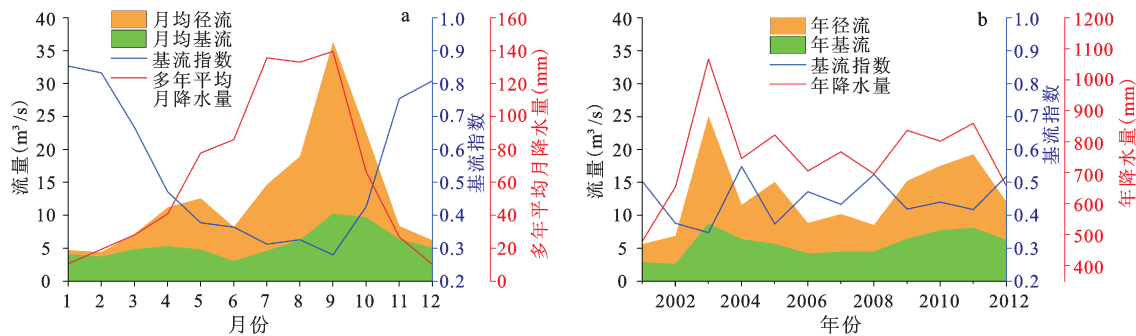 a
月均径流
月均基流
基流指数
多年平均
月降水量
流量(m³/s)
40
35
30
25
20
15
10
5
0
1 2 3 4 5 6 7 8 9 10 11 12
月份
1.0
0.9
0.8
0.7
0.6
0.5
0.4
0.3
0.2
基流指数
160
140
120
100
80
60
40
20
0
多年平均月降水量(mm)
b
年径流
年基流
基流指数
年降水量
流量(m³/s)
40
35
30
25
20
15
10
5
0
2002 2004 2006 2008 2010 2012
年份
1.0
0.9
0.8
0.7
0.6
0.5
0.4
0.3
0.2
基流指数
1200
1100
1000
900
800
700
600
500
400
年降水量(mm)